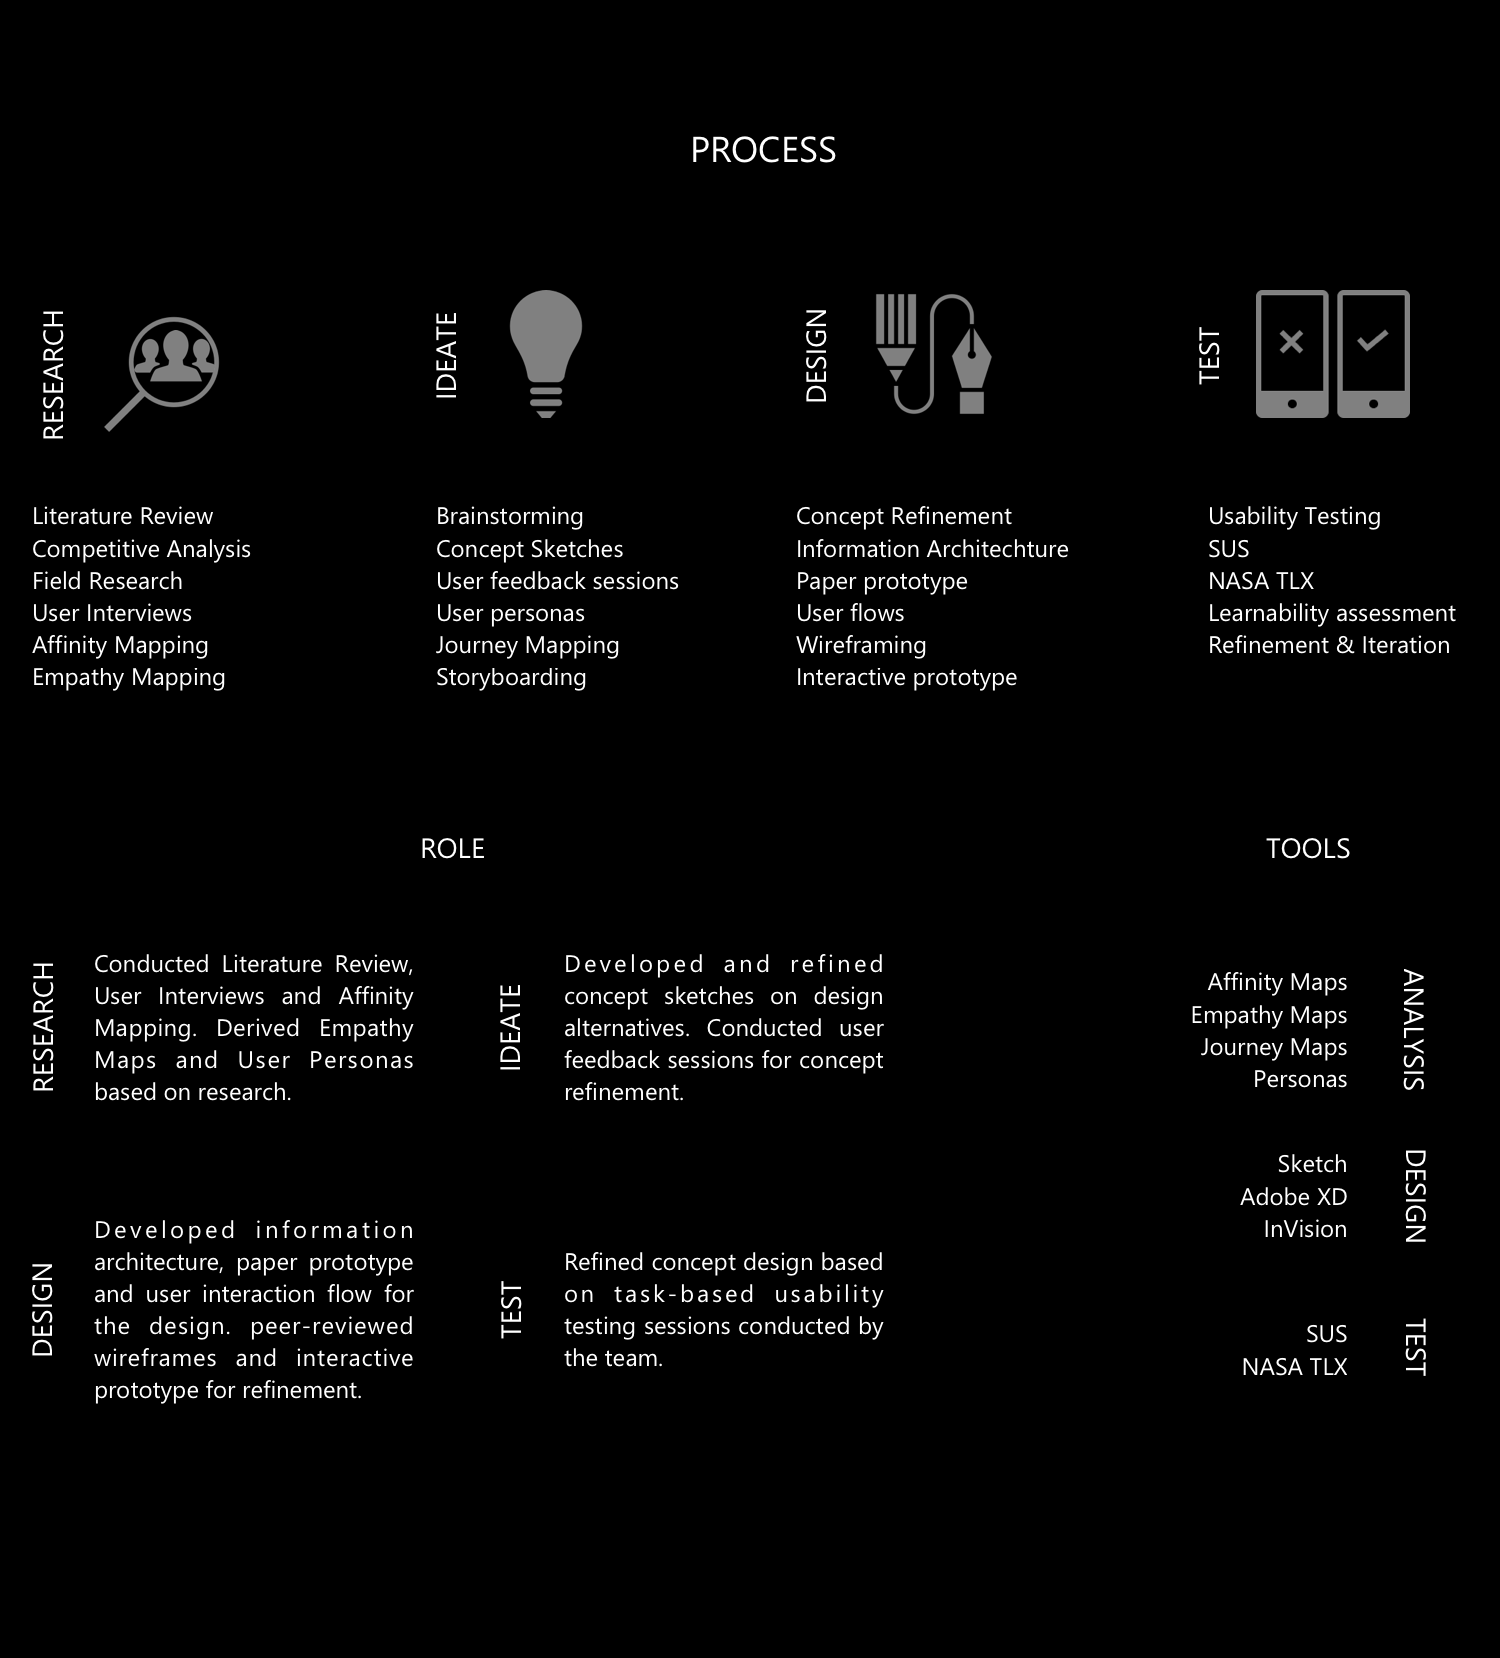 PROCESS
RESEARCH
Literature Review
Competitive Analysis
Field Research
User Interviews
Affinity Mapping
Empathy Mapping
IDEATE
Brainstorming
Concept Sketches
User feedback sessions
User personas
Journey Mapping
Storyboarding
DESIGN
Concept Refinement
Information Architechture
Paper prototype
User flows
Wireframing
Interactive prototype
TEST
Usability Testing
SUS
NASA TLX
Learnability assessment
Refinement & Iteration
ROLE
RESEARCH
Conducted Literature Review,
User Interviews and Affinity
Mapping. Derived Empathy
Maps and User Personas
based on research.
IDEATE
Developed and refined
concept sketches on design
alternatives. Conducted user
feedback sessions for concept
refinement.
DESIGN
Developed information
architecture, paper prototype
and user interaction flow for
the design. peer-reviewed
wireframes and interactive
prototype for refinement.
TEST
Refined concept design based
on task-based usability
testing sessions conducted by
the team.
TOOLS
ANALYSIS
Affinity Maps
Empathy Maps
Journey Maps
Personas
DESIGN
Sketch
Adobe XD
InVision
TEST
SUS
NASA TLX